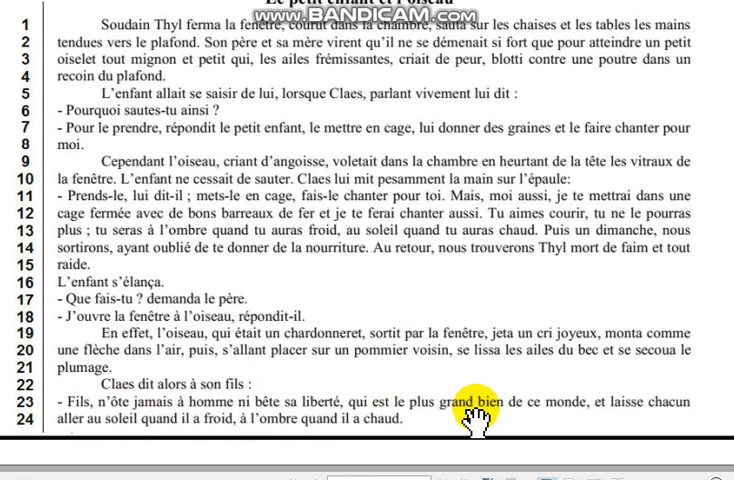 Le petit enfant et l'oiseau
WWW.BANDICAM.COM
1 Soudain Thyl ferma la fenêtre, courut dans la chambre, sauta sur les chaises et les tables les mains
2 tendues vers le plafond. Son père et sa mère virent qu'il ne se démenait si fort que pour atteindre un petit
3 oiselet tout mignon et petit qui, les ailes frémissantes, criait de peur, blotti contre une poutre dans un
4 recoin du plafond.
5 L'enfant allait se saisir de lui, lorsque Claes, parlant vivement lui dit :
6 - Pourquoi sautes-tu ainsi ?
7 - Pour le prendre, répondit le petit enfant, le mettre en cage, lui donner des graines et le faire chanter pour
8 moi.
9 Cependant l'oiseau, criant d'angoisse, voletait dans la chambre en heurtant de la tête les vitraux de
10 la fenêtre. L'enfant ne cessait de sauter. Claes lui mit pesamment la main sur l'épaule:
11 - Prends-le, lui dit-il ; mets-le en cage, fais-le chanter pour toi. Mais, moi aussi, je te mettrai dans une
12 cage fermée avec de bons barreaux de fer et je te ferai chanter aussi. Tu aimes courir, tu ne le pourras
13 plus ; tu seras à l'ombre quand tu auras froid, au soleil quand tu auras chaud. Puis un dimanche, nous
14 sortirons, ayant oublié de te donner de la nourriture. Au retour, nous trouverons Thyl mort de faim et tout
15 raide.
16 L'enfant s'élança.
17 - Que fais-tu ? demanda le père.
18 - J'ouvre la fenêtre à l'oiseau, répondit-il.
19 En effet, l'oiseau, qui était un chardonneret, sortit par la fenêtre, jeta un cri joyeux, monta comme
20 une flèche dans l'air, puis, s'allant placer sur un pommier voisin, se lissa les ailes du bec et se secoua le
21 plumage.
22 Claes dit alors à son fils :
23 - Fils, n'ôte jamais à homme ni bête sa liberté, qui est le plus grand bien de ce monde, et laisse chacun
24 aller au soleil quand il a froid, à l'ombre quand il a chaud.